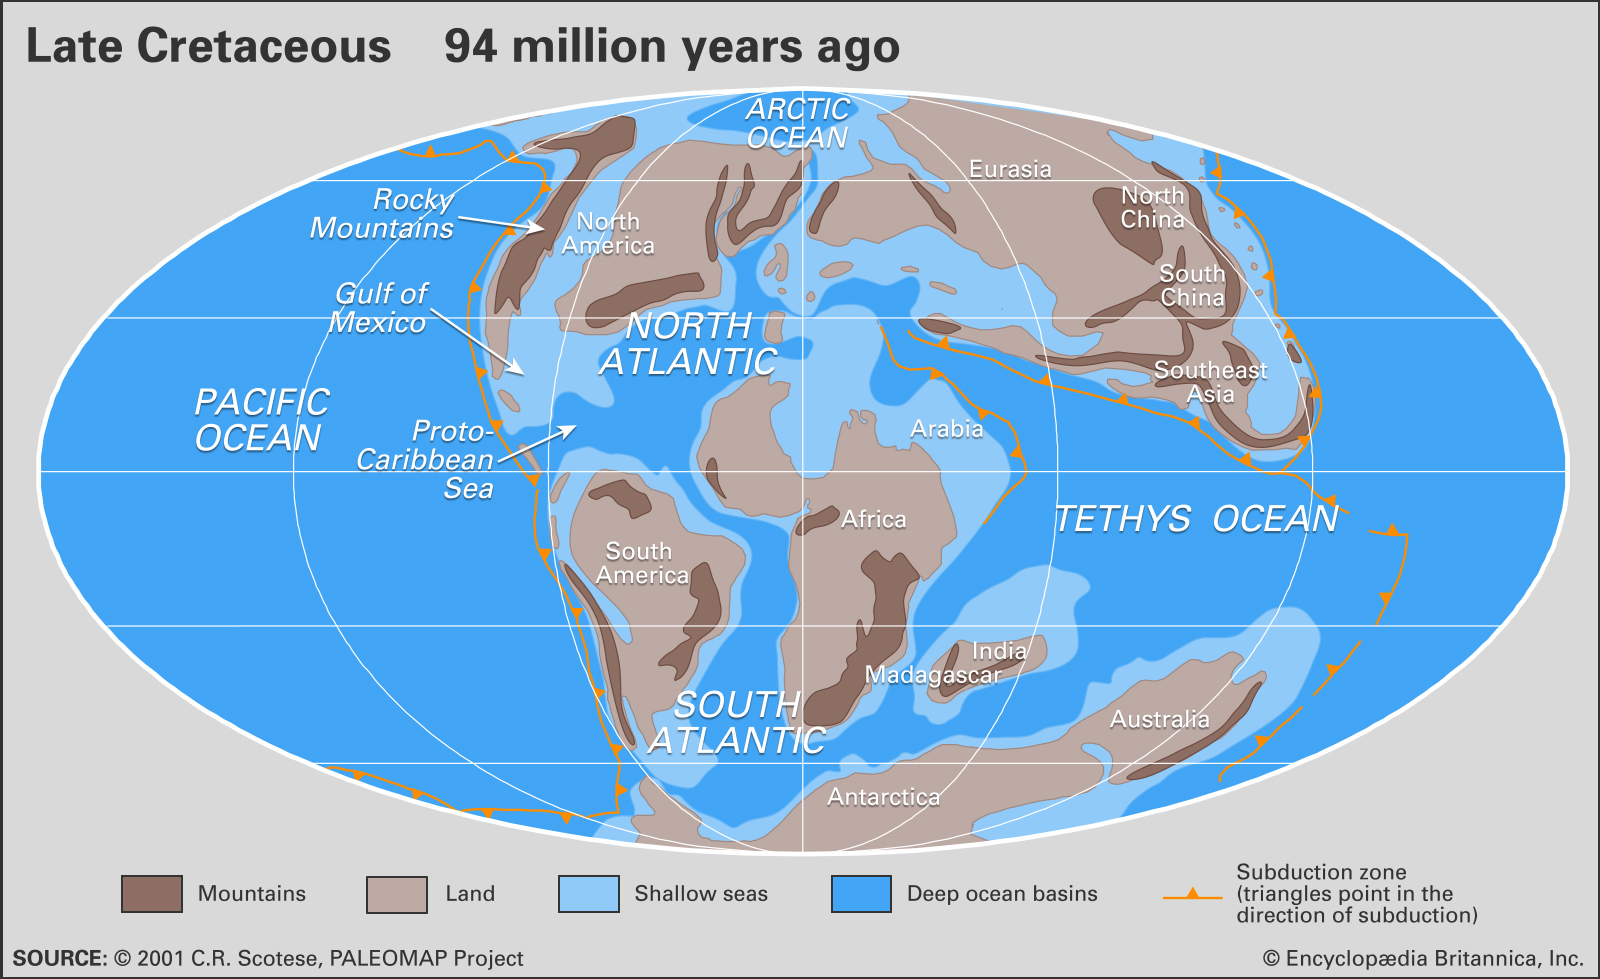 Late Cretaceous 94 million years ago
ARCTIC
OCEAN
Eurasia
North
China
Rocky
Mountains
North
America
South
China
Gulf of
Mexico
NORTH
ATLANTIC
Southeast
Asia
PACIFIC
OCEAN
Proto-
Caribbean
Sea
Arabia
Africa
TETHYS OCEAN
South
America
India
Madagascar
SOUTH
ATLANTIC
Australia
Antarctica
Mountains
Land
Shallow seas
Deep ocean basins
Subduction zone
(triangles point in the
direction of subduction)
SOURCE: © 2001 C.R. Scotese, PALEOMAP Project
© Encyclopædia Britannica, Inc.